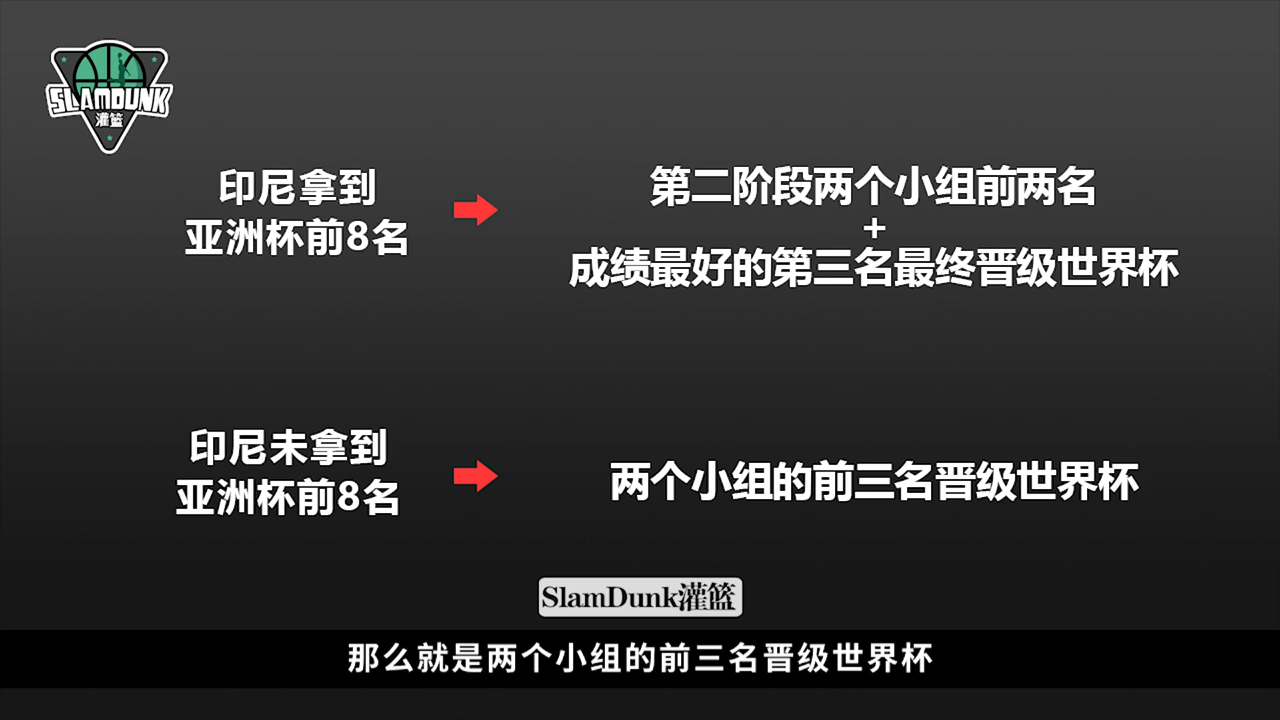 SLAMDUNK
灌篮
印尼拿到
亚洲杯前8名
第二阶段两个小组前两名
+
成绩最好的第三名最终晋级世界杯
印尼未拿到
亚洲杯前8名
两个小组的前三名晋级世界杯
SlamDunk灌篮
那么就是两个小组的前三名晋级世界杯